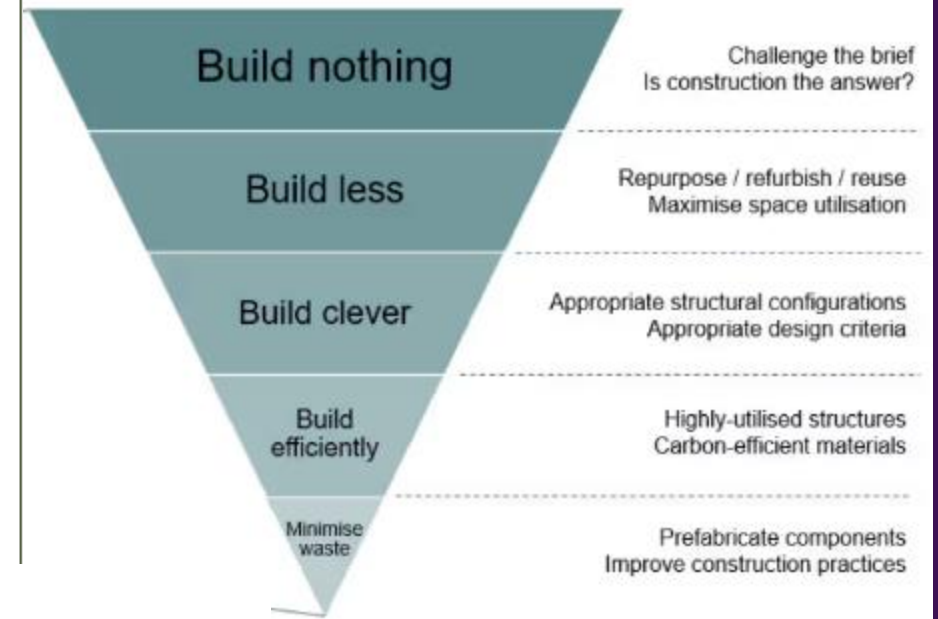 Build nothing
Challenge the brief
Is construction the answer?
Build less
Repurpose / refurbish / reuse
Maximise space utilisation
Build clever
Appropriate structural configurations
Appropriate design criteria
Build
efficiently
Highly-utilised structures
Carbon-efficient materials
Minimise
waste
Prefabricate components
Improve construction practices